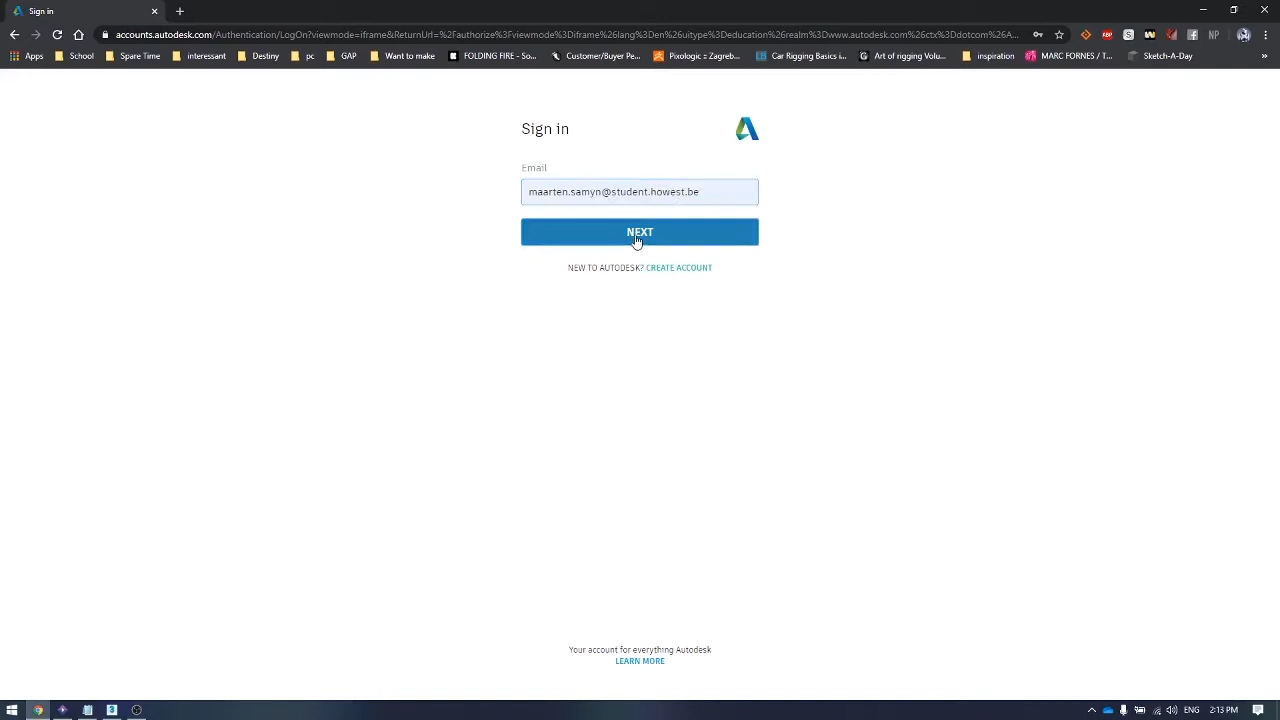 Sign in
accounts.autodesk.com/Authentication/LogOn?viewmode=iframe&ReturnUrl=%2Fauthorize%3Fviewmode%3Diframe%26lang%3Den%26uitype%3Deducation%26realm%3Dwww.autodesk.com%26ctx%3Ddotcom%26A...
ABP
S
NP
Apps
School
Spare Time
interessant
Destiny
pc
GAP
Want to make
FOLDING FIRE - So...
Customer/Buyer Pe...
Pixologic :: Zagreb...
Car Rigging Basics i...
Art of rigging Volu...
inspiration
MARC FORNES / T...
Sketch-A-Day
Sign in
Email
maarten.samyn@student.howest.be
NEXT
NEW TO AUTODESK? CREATE ACCOUNT
Your account for everything Autodesk
LEARN MORE
3
ENG
2:13 PM